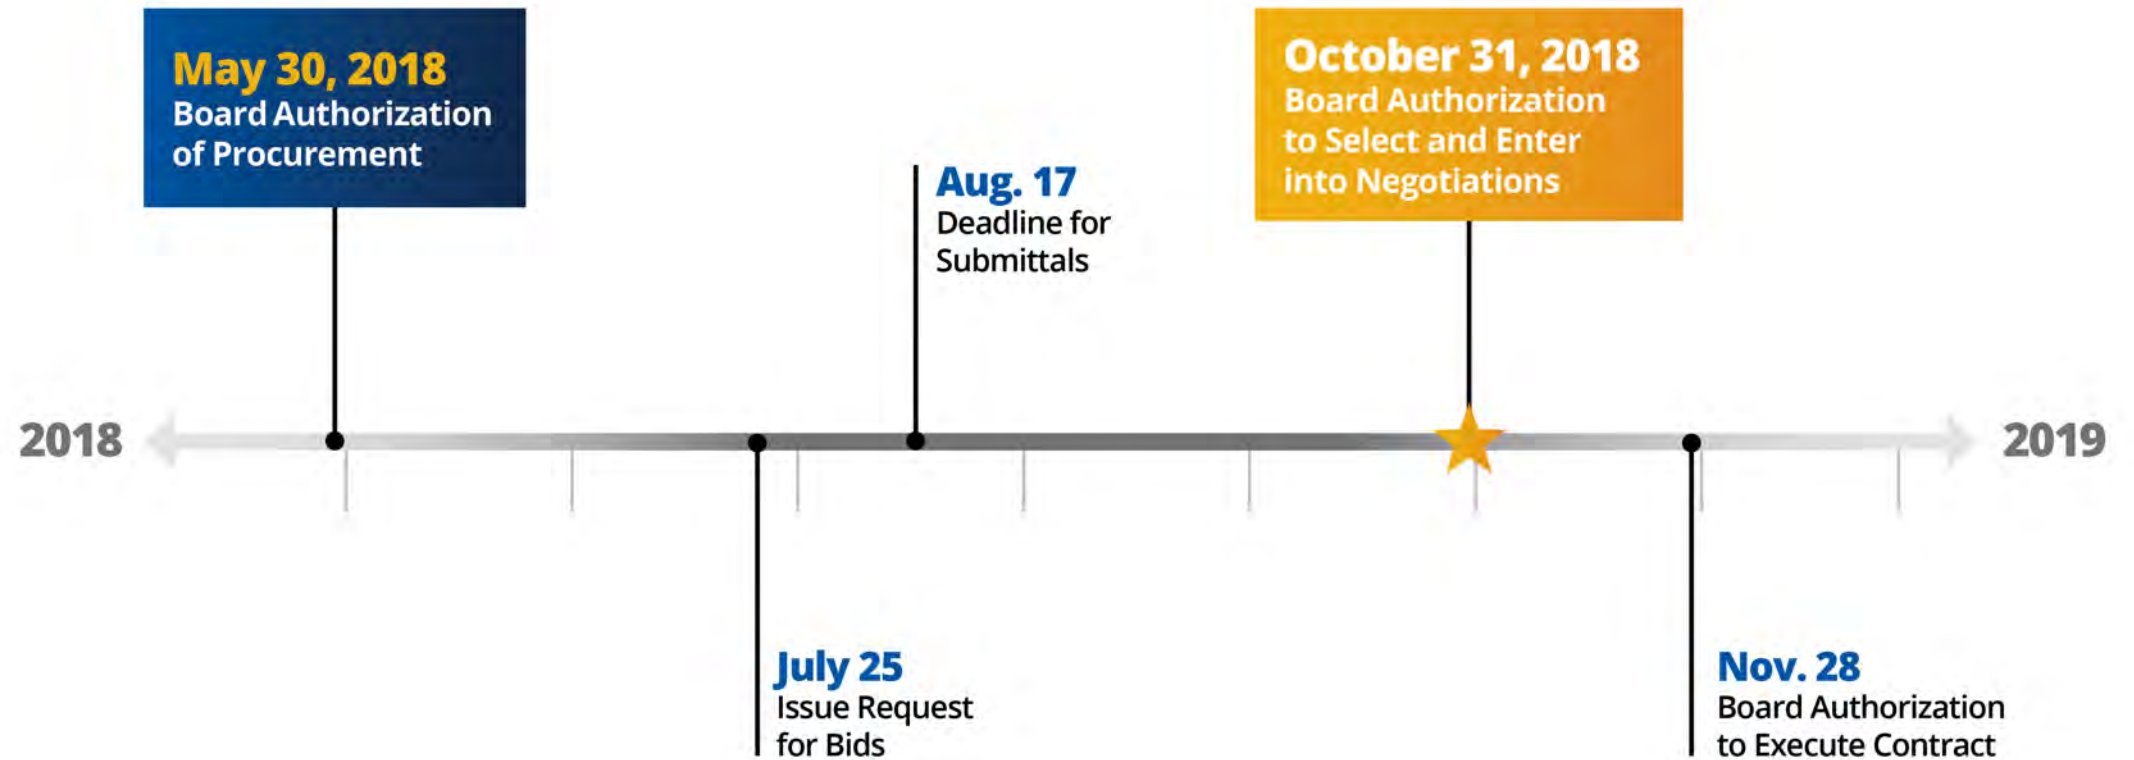 May 30, 2018
Board Authorization
of Procurement
October 31, 2018
Board Authorization
to Select and Enter
into Negotiations
Aug. 17
Deadline for
Submittals
2018
2019
July 25
Issue Request
for Bids
Nov. 28
Board Authorization
to Execute Contract